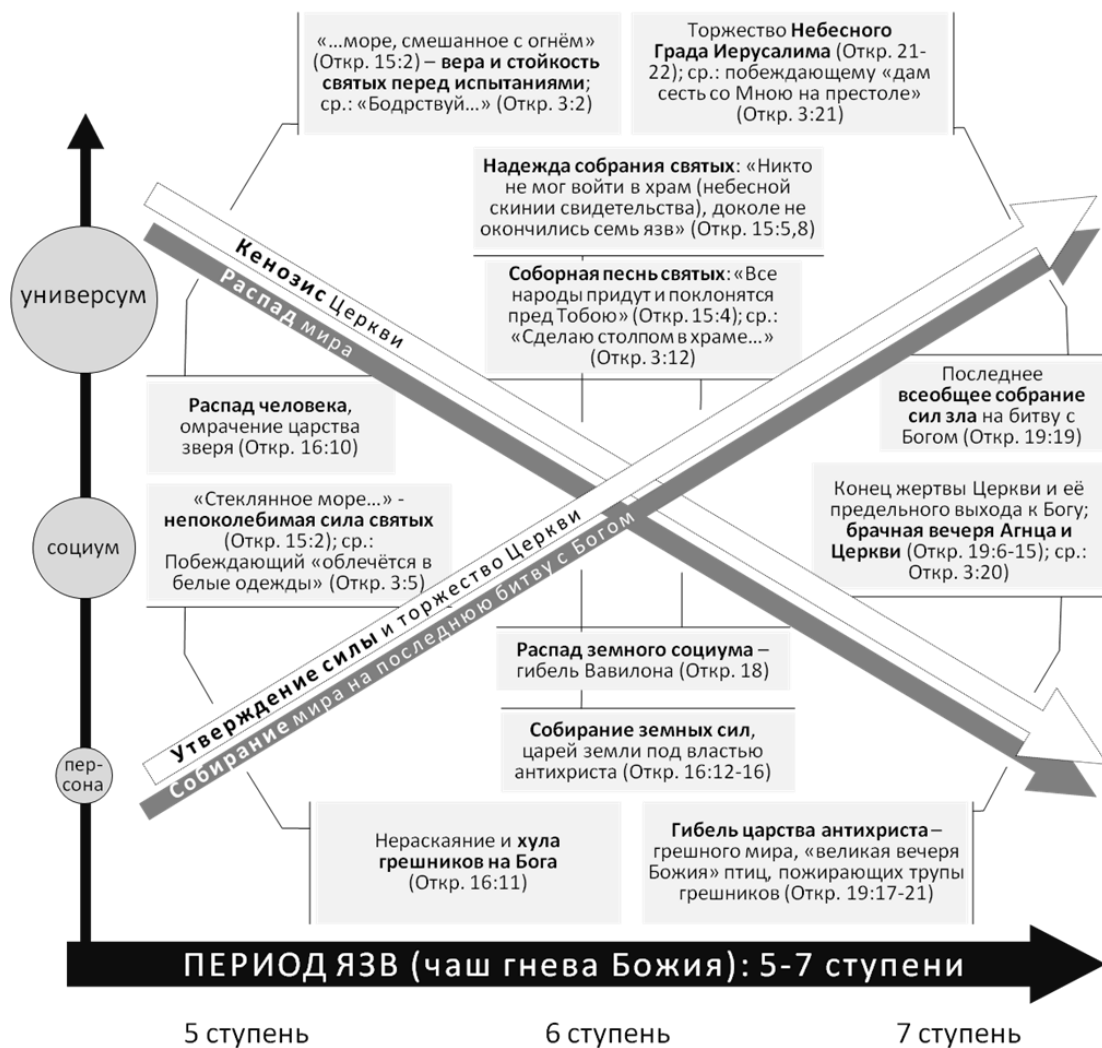 «...море, смешанное с огнём»
(Откр. 15:2) – вера и стойкость
святых перед испытаниями;
ср.: «Бодрствуй...» (Откр. 3:2)
Торжество Небесного
Града Иерусалима (Откр. 21-
22); ср.: побеждающему «дам
сесть со Мною на престоле»
(Откр. 3:21)
Надежда собрания святых: «Никто
не мог войти в храм (небесной
скинии свидетельства), доколе не
окончились семь язв» (Откр. 15:5,8)
Соборная песнь святых: «Все
народы придут и поклонятся
пред Тобою» (Откр. 15:4); ср.:
«Сделаю столпом в храме...»
(Откр. 3:12)
Кенозис Церкви
Распад мира
универсум
Распад человека,
омрачение царства
зверя (Откр. 16:10)
Последнее
всеобщее собрание
сил зла на битву с
Богом (Откр. 19:19)
«Стеклянное море...» -
непоколебимая сила святых
(Откр. 15:2); ср.:
Побеждающий «облечётся в
белые одежды» (Откр. 3:5)
социум
Конец жертвы Церкви и её
предельного выхода к Богу;
брачная вечеря Агнца и
Церкви (Откр. 19:6-15); ср.:
Откр. 3:20)
Утверждение силы и торжество Церкви
Собирание мира на последнюю битву с Богом
Распад земного социума –
гибель Вавилона (Откр. 18)
Собирание земных сил,
царей земли под властью
антихриста (Откр. 16:12-16)
пер-
сона
Нераскаяние и хула
грешников на Бога
(Откр. 16:11)
Гибель царства антихриста –
грешного мира, «великая вечеря
Божия» птиц, пожирающих трупы
грешников (Откр. 19:17-21)
ПЕРИОД ЯЗВ (чаш гнева Божия): 5-7 ступени
5 ступень
6 ступень
7 ступень